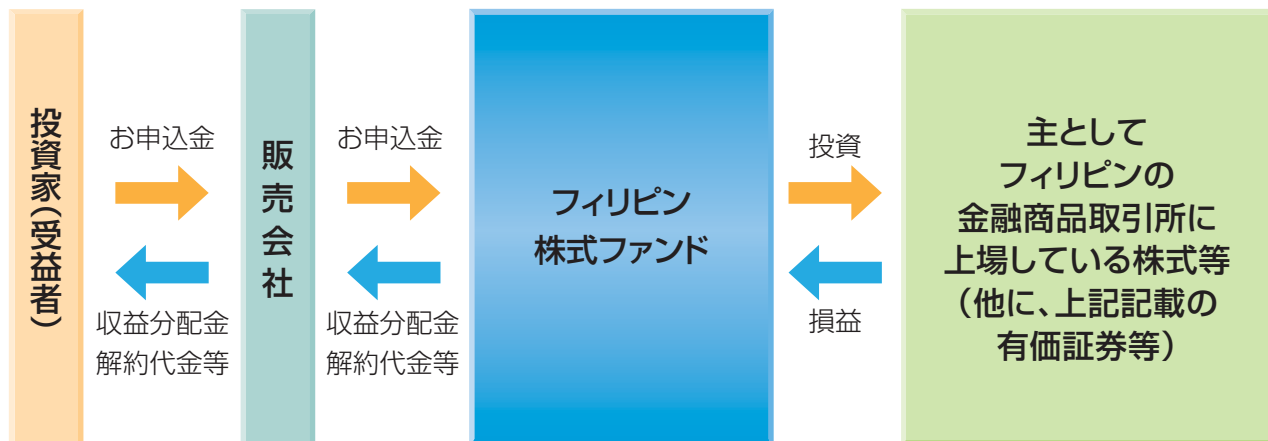 投資家(受益者)
お申込金
収益分配金
解約代金等
販売会社
お申込金
収益分配金
解約代金等
フィリピン
株式ファンド
投資
損益
主として
フィリピンの
金融商品取引所に
上場している株式等
(他に、上記記載の
有価証券等)